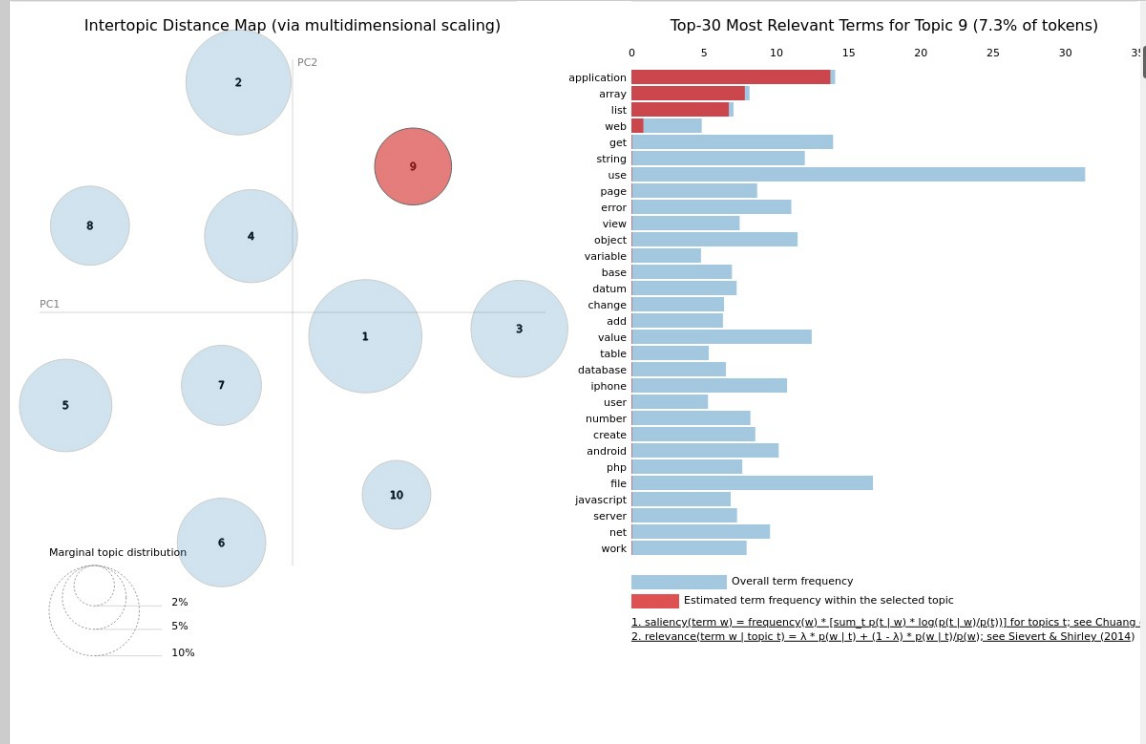 Intertopic Distance Map (via multidimensional scaling)
PC2
2
9
8
4
PC1
1
3
7
5
10
6
Marginal topic distribution
2%
5%
10%
Top-30 Most Relevant Terms for Topic 9 (7.3% of tokens)
0 5 10 15 20 25 30
application
array
list
web
get
string
use
page
error
view
object
variable
base
datum
change
add
value
table
database
iphone
user
number
create
android
php
file
javascript
server
net
work
Overall term frequency
Estimated term frequency within the selected topic
1. saliency(term w) = frequency(w) * [sum_t p(t | w) * log(p(t | w)/p(t))] for topics t; see Chuang
2. relevance(term w | topic t) = λ * p(w | t) + (1 - λ) * p(w | t)/p(w); see Sievert & Shirley (2014)